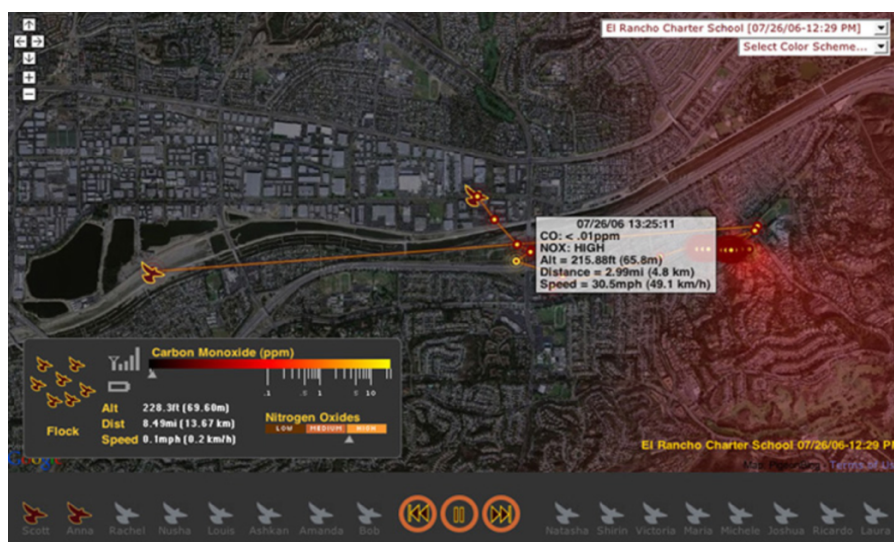 El Rancho Charter School [07/26/06-12:29 PM]
Select Color Scheme...
07/26/06 13:25:11
CO: < .01ppm
NOX: HIGH
Alt = 215.88ft (65.8m)
Distance = 2.99mi (4.8 km)
Speed = 30.5mph (49.1 km/h)
Carbon Monoxide (ppm)
.1 .5 1 5 10
Alt 228.3ft (69.60m)
Dist 8.49mi (13.67 km)
Speed 0.1mph (0.2 km/h)
Flock
Nitrogen Oxides
LOW MEDIUM HIGH
El Rancho Charter School 07/26/06-12:29 PM
Terms of Us
Scott Anna Rachel Nusha Louis Ashkan Amanda Bob Natasha Shirin Victoria Maria Michele Joshua Ricardo Laura